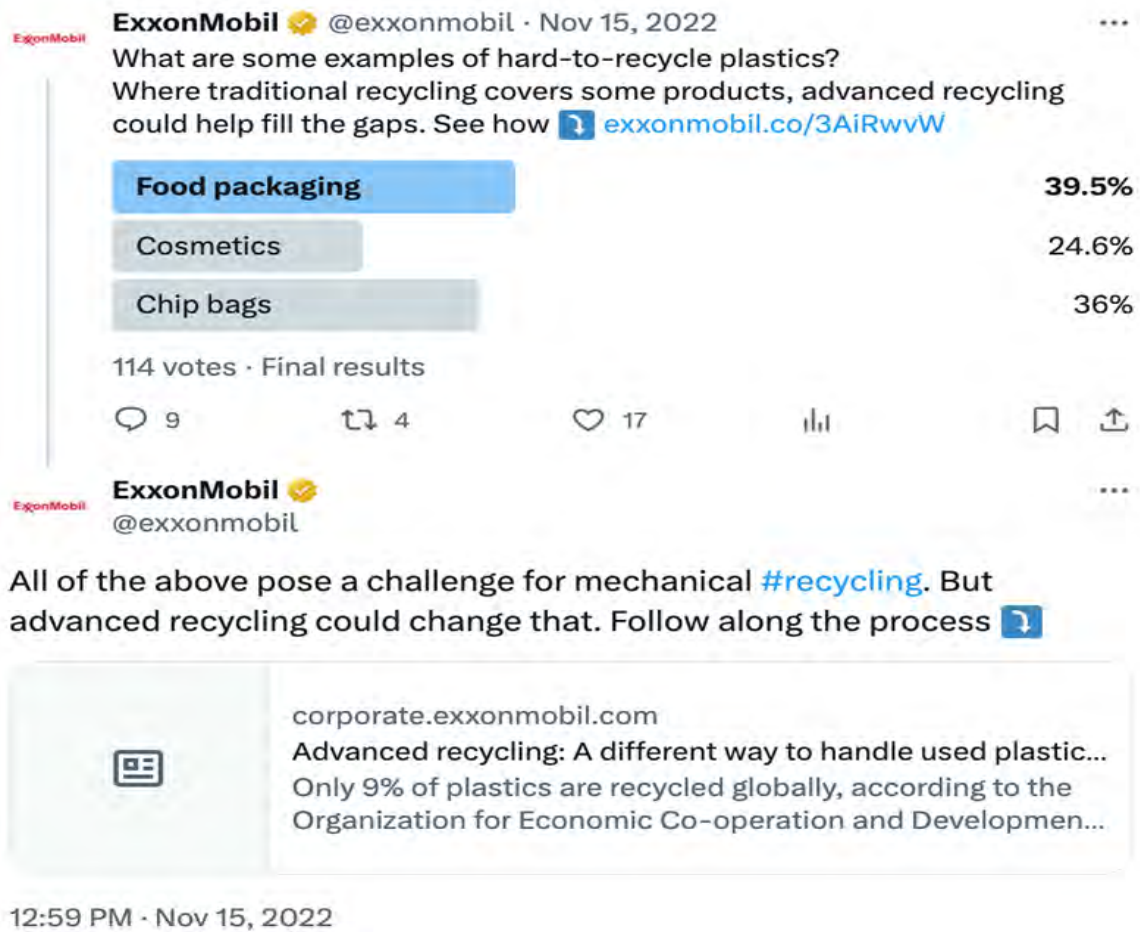 ExxonMobil @exxonmobil · Nov 15, 2022
ExxonMobil
What are some examples of hard-to-recycle plastics?
Where traditional recycling covers some products, advanced recycling
could help fill the gaps. See how ⤵️ exxonmobil.co/3AiRwvW
Food packaging 39.5%
Cosmetics 24.6%
Chip bags 36%
114 votes · Final results
9 4 17
ExxonMobil
ExxonMobil
@exxonmobil
All of the above pose a challenge for mechanical #recycling. But
advanced recycling could change that. Follow along the process ⤵️
corporate.exxonmobil.com
Advanced recycling: A different way to handle used plastic...
Only 9% of plastics are recycled globally, according to the
Organization for Economic Co-operation and Developmen...
12:59 PM · Nov 15, 2022